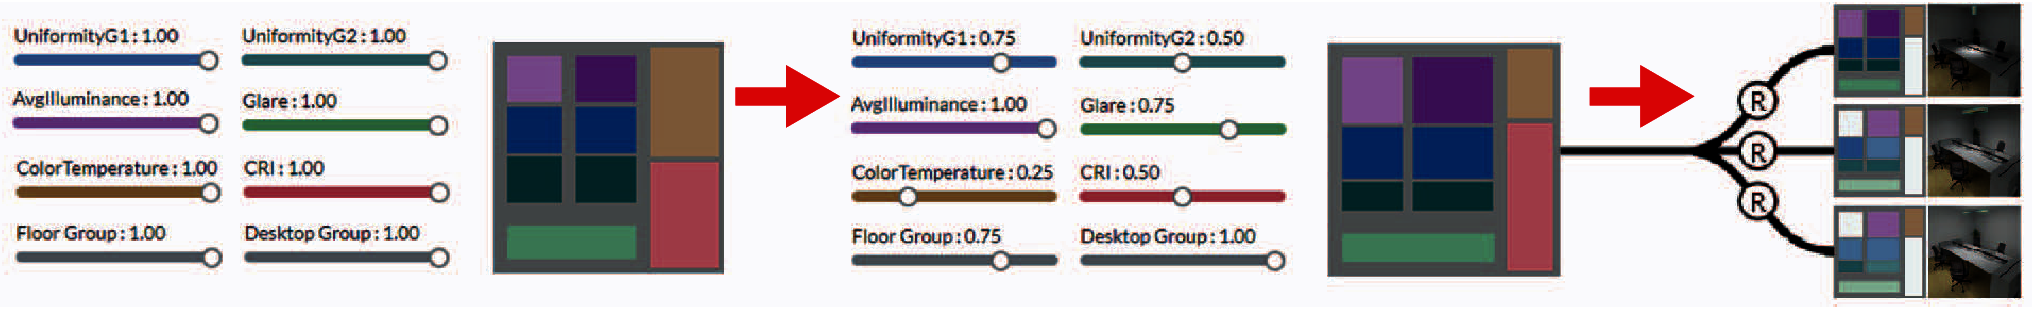 UniformityG1 : 1.00 UniformityG2 : 1.00
AvgIlluminance : 1.00 Glare : 1.00
ColorTemperature : 1.00 CRI : 1.00
Floor Group : 1.00 Desktop Group : 1.00
UniformityG1 : 0.75 UniformityG2 : 0.50
AvgIlluminance : 1.00 Glare : 0.75
ColorTemperature : 0.25 CRI : 0.50
Floor Group : 0.75 Desktop Group : 1.00
R
R
R